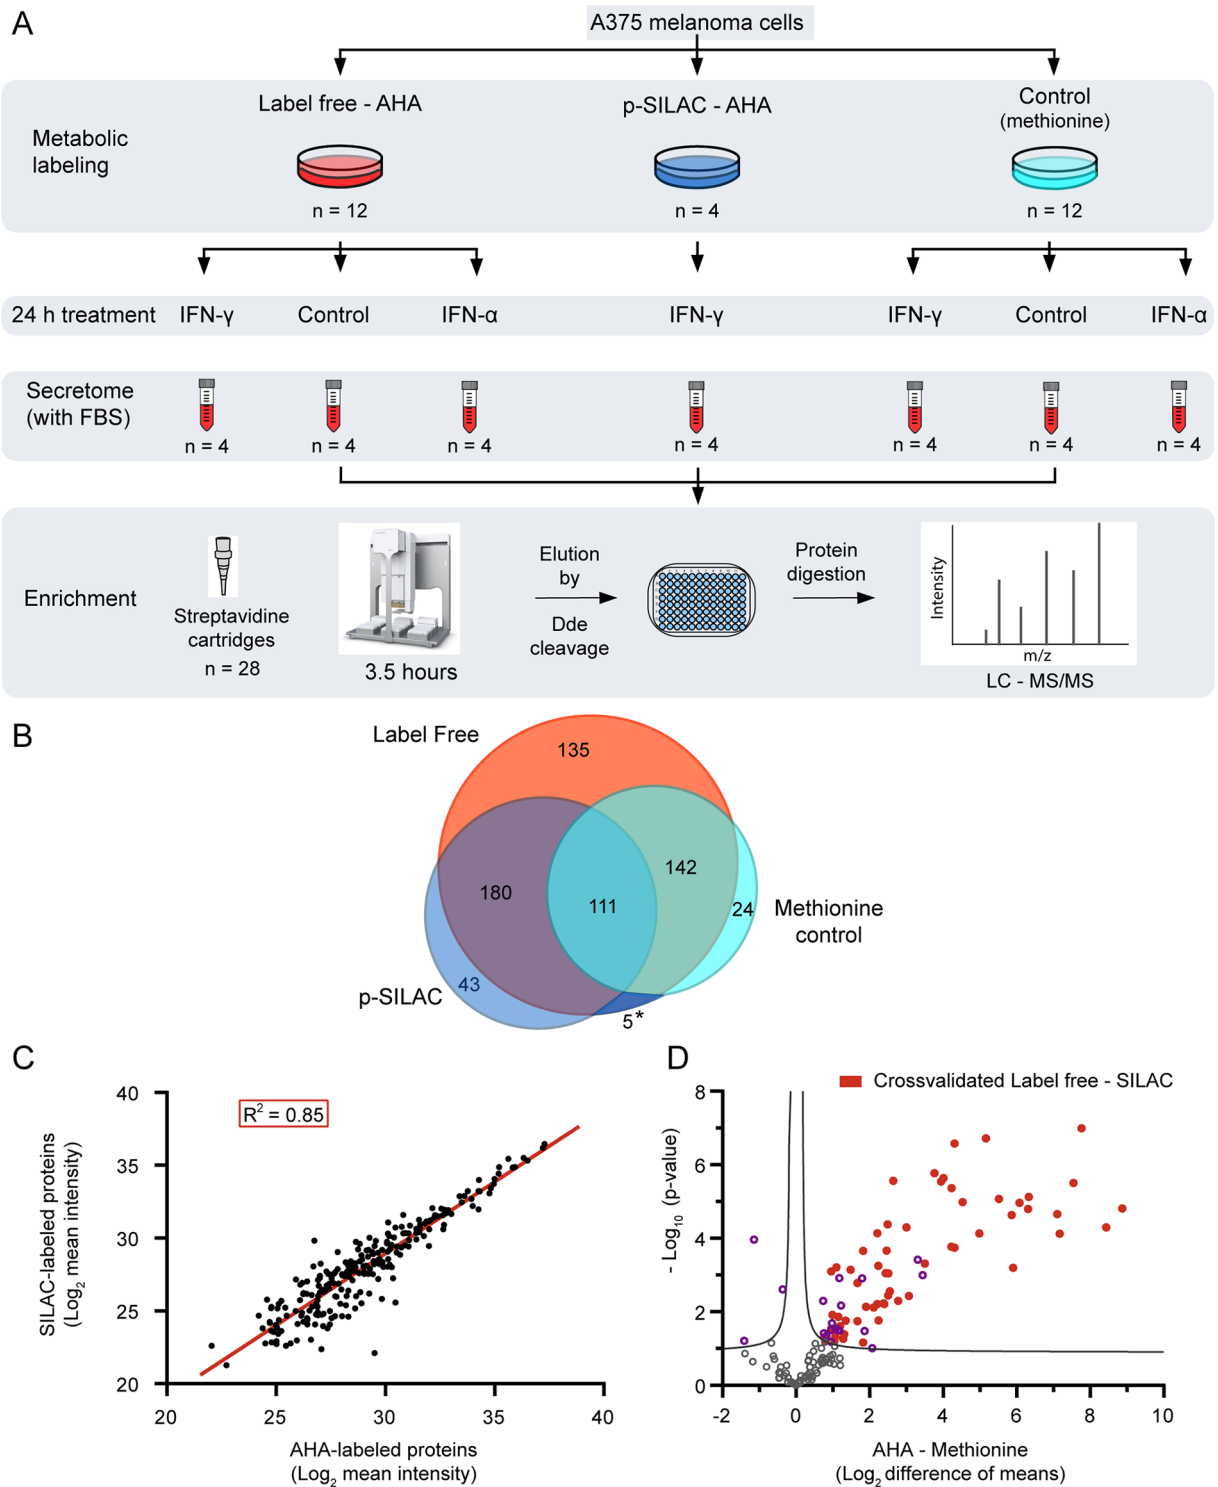 A
A375 melanoma cells
Label free - AHA
p-SILAC - AHA
Control
(methionine)
Metabolic
labeling
n = 12
n = 4
n = 12
24 h treatment
IFN-γ
Control
IFN-α
IFN-γ
IFN-γ
Control
IFN-α
Secretome
(with FBS)
n = 4
n = 4
n = 4
n = 4
n = 4
n = 4
n = 4
Enrichment
Streptavidine
cartridges
n = 28
3.5 hours
Elution
by
Dde
cleavage
Protein
digestion
Intensity
m/z
LC - MS/MS
B
Label Free
135
142
180
111
24
Methionine
control
43
p-SILAC
5*
C
R2 = 0.85
SILAC-labeled proteins
(Log2 mean intensity)
40
35
30
25
20
20
25
30
35
40
AHA-labeled proteins
(Log2 mean intensity)
D
Crossvalidated Label free - SILAC
- Log10 (p-value)
8
6
4
2
0
-2
0
2
4
6
8
10
AHA - Methionine
(Log2 difference of means)